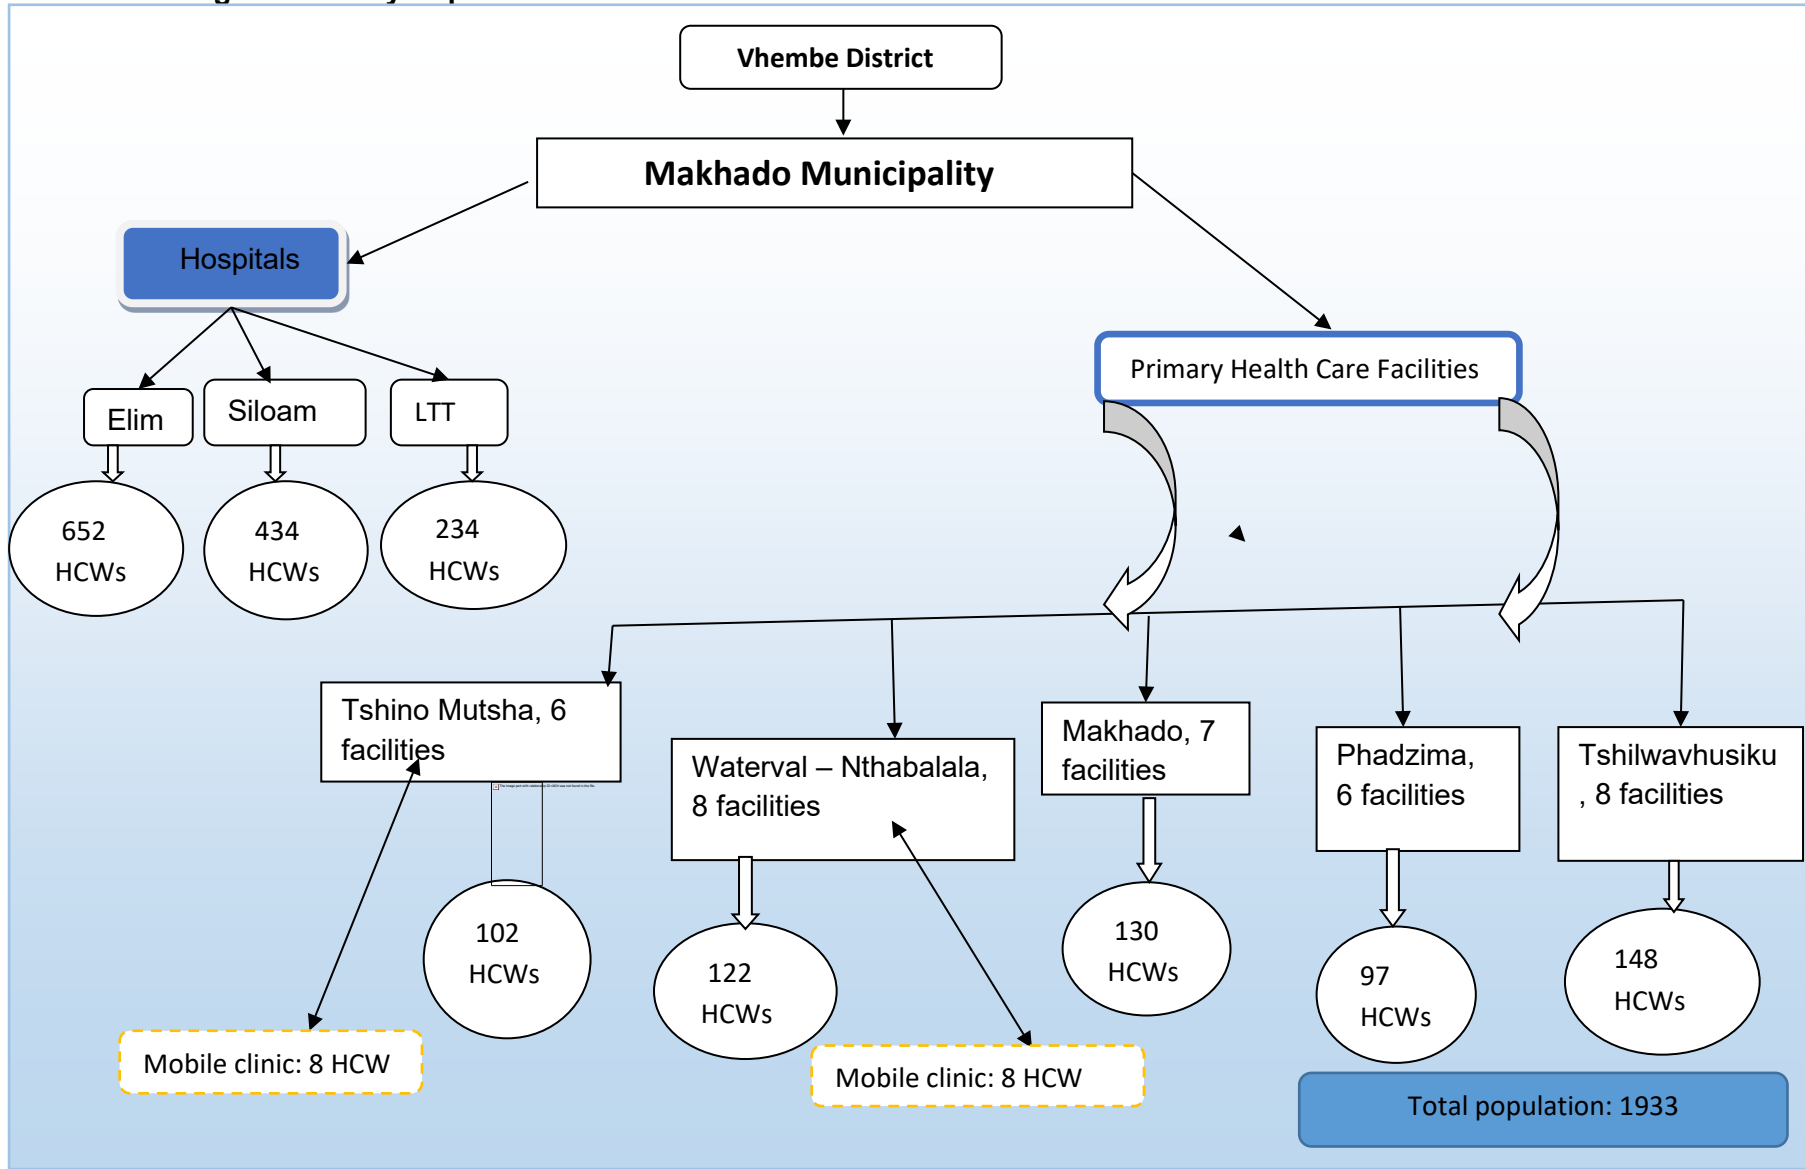 Vhembe District
Makhado Municipality
Hospitals
Primary Health Care Facilities
Elim
Siloam
LTT
652
HCWs
434
HCWs
234
HCWs
Tshino Mutsha, 6
facilities
Waterval – Nthabalala,
8 facilities
Makhado, 7
facilities
Phadzima,
6 facilities
Tshilwavhusiku
, 8 facilities
102
HCWs
122
HCWs
130
HCWs
97
HCWs
148
HCWs
Mobile clinic: 8 HCW
Mobile clinic: 8 HCW
Total population: 1933